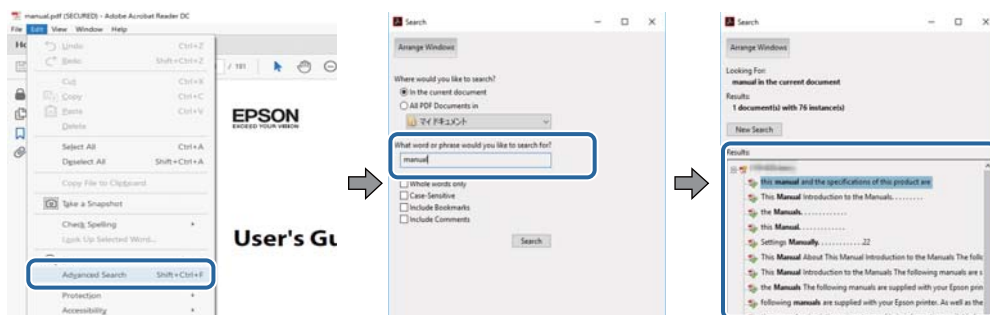 manual.pdf (SECURED) - Adobe Acrobat Reader DC
File Edit View Window Help
Undo Ctrl+Z
Redo Shift+Ctrl+Z
Cut Ctrl+X
Copy Ctrl+C
Paste Ctrl+V
Delete
Select All Ctrl+A
Deselect All Shift+Ctrl+A
Copy File to Clipboard
Take a Snapshot
Check Spelling
Look Up Selected Word...
Advanced Search Shift+Ctrl+F
Protection
Accessibility
/ 191
EPSON
EXCEED YOUR VISION
User's Gu
Search
Arrange Windows
Where would you like to search?
In the current document
All PDF Documents in
マイ ドキュメント
What word or phrase would you like to search for?
manual
Whole words only
Case-Sensitive
Include Bookmarks
Include Comments
Search
Search
Arrange Windows
Looking For:
manual in the current document
Results:
1 document(s) with 76 instance(s)
New Search
Results:
this manual and the specifications of this product are
This Manual Introduction to the Manuals. . . . . . . . .
the Manuals. . . . . . . . . . . . .
this Manual. . . . . . . . . . . . .
Settings Manually. . . . . . . . . . . . 22
This Manual About This Manual Introduction to the Manuals The follo
This Manual Introduction to the Manuals The following manuals are s
the Manuals The following manuals are supplied with your Epson prin
following manuals are supplied with your Epson printer. As well as the